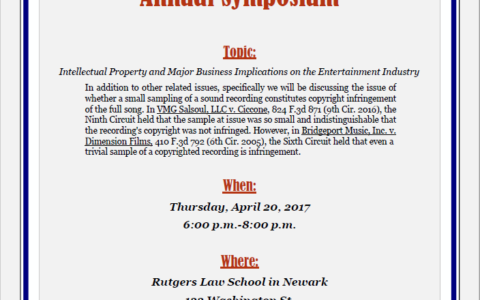 Annual Symposium
Topic:
Intellectual Property and Major Business Implications on the Entertainment Industry
In addition to other related issues, specifically we will be discussing the issue of
whether a small sampling of a sound recording constitutes copyright infringement
of the full song. In VMG Salsoul, LLC v. Ciccone, 824 F.3d 871 (9th Cir. 2016), the
Ninth Circuit held that the sample at issue was so small and indistinguishable that
the recording's copyright was not infringed. However, in Bridgeport Music, Inc. v.
Dimension Films, 410 F.3d 792 (6th Cir. 2005), the Sixth Circuit held that even a
trivial sample of a copyrighted recording is infringement.
When:
Thursday, April 20, 2017
6:00 p.m.-8:00 p.m.
Where:
Rutgers Law School in Newark
123 Washington St.